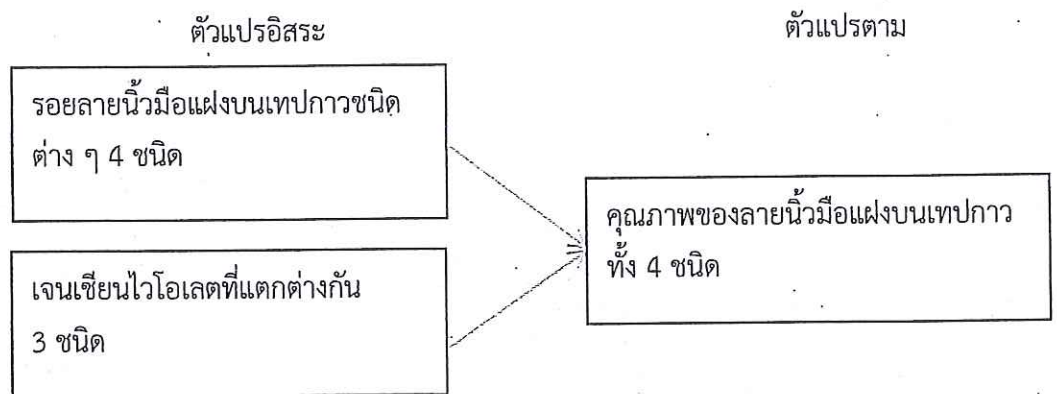 ตัวแปรอิสระ
ตัวแปรตาม
รอยลายนิ้วมือแฝงบนเทปกาวชนิด
ต่าง ๆ 4 ชนิด
คุณภาพของลายนิ้วมือแฝงบนเทปกาว
ทั้ง 4 ชนิด
เจนเชียนไวโอเลตที่แตกต่างกัน
3 ชนิด